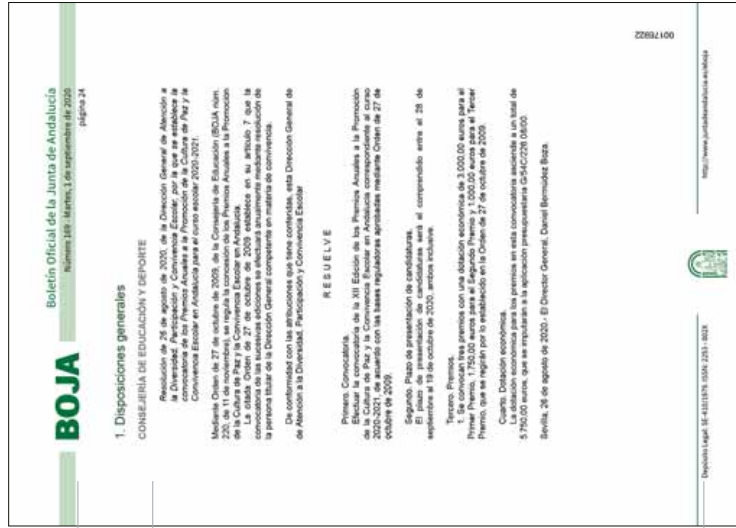 Boletín Oficial de la Junta de Andalucía
BOJA
Número 169 - Martes, 1 de septiembre de 2020
página 24
1. Disposiciones generales
CONSEJERÍA DE EDUCACIÓN Y DEPORTE
Resolución de 26 de agosto de 2020, de la Dirección General de Atención a
la Diversidad, Participación y Convivencia Escolar, por la que se establece la
convocatoria de los Premios Anuales a la Promoción de la Cultura de Paz y la
Convivencia Escolar en Andalucía para el curso escolar 2020-2021.
Mediante Orden de 27 de octubre de 2009, de la Consejería de Educación (BOJA núm.
220, de 11 de noviembre), se regula la concesión de los Premios Anuales a la Promoción
de la Cultura de Paz y la Convivencia Escolar en Andalucía.
La citada Orden de 27 de octubre de 2009 establece en su artículo 7 que la
convocatoria de las sucesivas ediciones se efectuará anualmente mediante resolución de
la persona titular de la Dirección General competente en materia de convivencia.
De conformidad con las atribuciones que tiene conferidas, esta Dirección General de
Atención a la Diversidad, Participación y Convivencia Escolar
R E S U E L V E
Primero. Convocatoria.
Efectuar la convocatoria de la XII Edición de los Premios Anuales a la Promoción
de la Cultura de Paz y la Convivencia Escolar en Andalucía correspondiente al curso
2020-2021, de acuerdo con las bases reguladoras aprobadas mediante Orden de 27 de
octubre de 2009.
Segundo. Plazo de presentación de candidaturas.
El plazo de presentación de candidaturas será el comprendido entre el 28 de
septiembre al 19 de octubre de 2020, ambos inclusive.
Tercero. Premios.
1. Se convocan tres premios con una dotación económica de 3.000,00 euros para el
Primer Premio, 1.750,00 euros para el Segundo Premio y 1.000,00 euros para el Tercer
Premio, que se regirán por lo establecido en la Orden de 27 de octubre de 2009.
Cuarto. Dotación económica.
La dotación económica para los premios en esta convocatoria asciende a un total de
5.750,00 euros, que se imputarán a la aplicación presupuestaria G/54C/226.08/00.
Sevilla, 26 de agosto de 2020.- El Director General, Daniel Bermúdez Boza.
00176922
Depósito Legal: SE-410/1979. ISSN: 2253 - 802X
http://www.juntadeandalucia.es/eboja